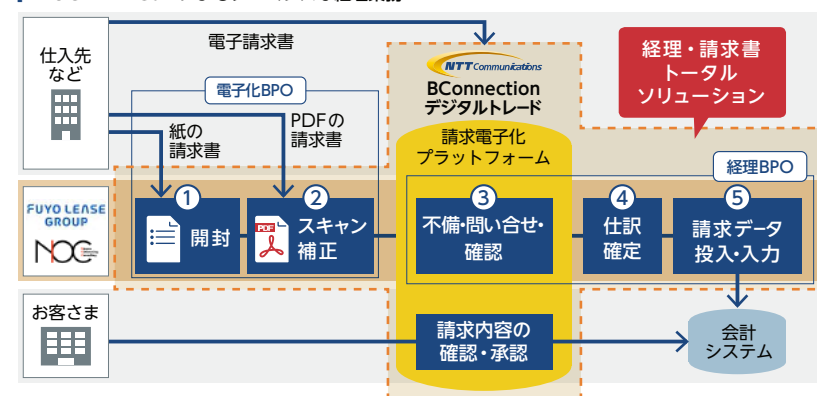 電子請求書
仕入先
など
電子化BPO
紙の
請求書
PDFの
請求書
NTT Communications
BConnection
デジタルトレード
請求電子化
プラットフォーム
経理・請求書
トータル
ソリューション
経理BPO
FUYO LEASE
GROUP
NOC
①
開封
②
PDF
スキャン
補正
③
不備・問い合せ・
確認
④
仕訳
確定
⑤
請求データ
投入・入力
お客さま
請求内容の
確認・承認
会計
システム